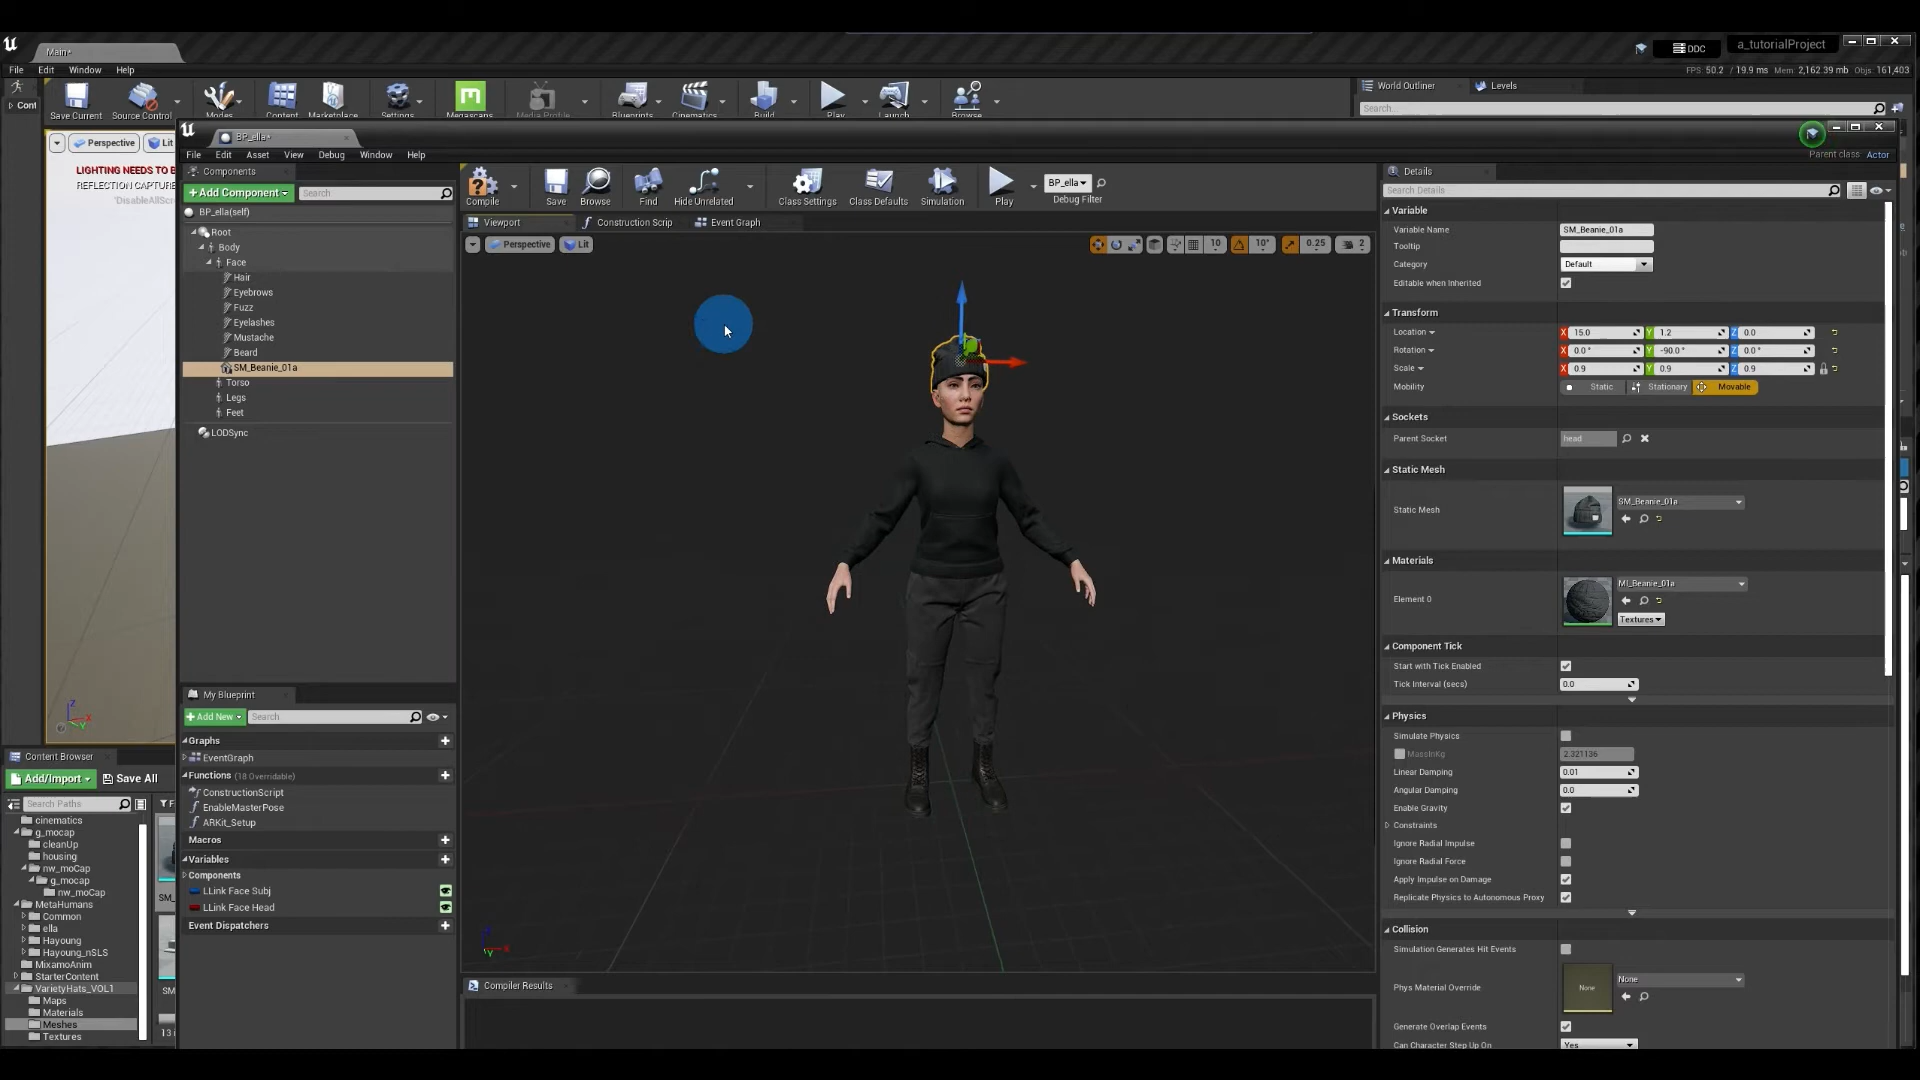 Main*
DDC
a_tutorialProject
File Edit Window Help
FPS: 50.2 / 19.9 ms Mem: 2,162.39 mb Objs: 161,403
Cont
Save Current Source Control Modes Content Marketplace Settings Megascans Media Profile Blueprints Cinematics Build Play Launch Browse
World Outliner Levels
Search...
Perspective Lit
LIGHTING NEEDS TO B
REFLECTION CAPTURE
'DisableAllScr
BP_ella*
Parent class: Actor
File Edit Asset View Debug Window Help
Components
+Add Component Search
BP_ella(self)
Root
Body
Face
Hair
Eyebrows
Fuzz
Eyelashes
Mustache
Beard
SM_Beanie_01a
Torso
Legs
Feet
LODSync
Compile Save Browse Find Hide Unrelated Class Settings Class Defaults Simulation Play
BP_ella
Debug Filter
Viewport Construction Scrip Event Graph
Perspective Lit 10 10° 0.25 2
My Blueprint
+Add New Search
Graphs
EventGraph
Functions (18 Overridable)
ConstructionScript
EnableMasterPose
ARKit_Setup
Macros
Variables
Components
LLink Face Subj
LLink Face Head
Event Dispatchers
Compiler Results
Content Browser
Add/Import Save All
Search Paths
cinematics
g_mocap
cleanUp
housing
nw_moCap
g_mocap
nw_moCap
MetaHumans
Common
ella
Hayoung
Hayoung_nSLS
MixamoAnim
StarterContent
VarietyHats_VOL1
Maps
Materials
Meshes
Textures
SM_
SM
13 i
Details
Search Details
Variable
Variable Name SM_Beanie_01a
Tooltip
Category Default
Editable when Inherited
Transform
Location X 15.0 Y 1.2 Z 0.0
Rotation X 0.0° Y -90.0° Z 0.0°
Scale X 0.9 Y 0.9 Z 0.9
Mobility Static Stationary Movable
Sockets
Parent Socket head
Static Mesh
Static Mesh SM_Beanie_01a
Materials
Element 0 MI_Beanie_01a
Textures
Component Tick
Start with Tick Enabled
Tick Interval (secs) 0.0
Physics
Simulate Physics
MassInKg 2.321136
Linear Damping 0.01
Angular Damping 0.0
Enable Gravity
Constraints
Ignore Radial Impulse
Ignore Radial Force
Apply Impulse on Damage
Replicate Physics to Autonomous Proxy
Collision
Simulation Generates Hit Events
Phys Material Override None None
Generate Overlap Events
Can Character Step Up On Yes